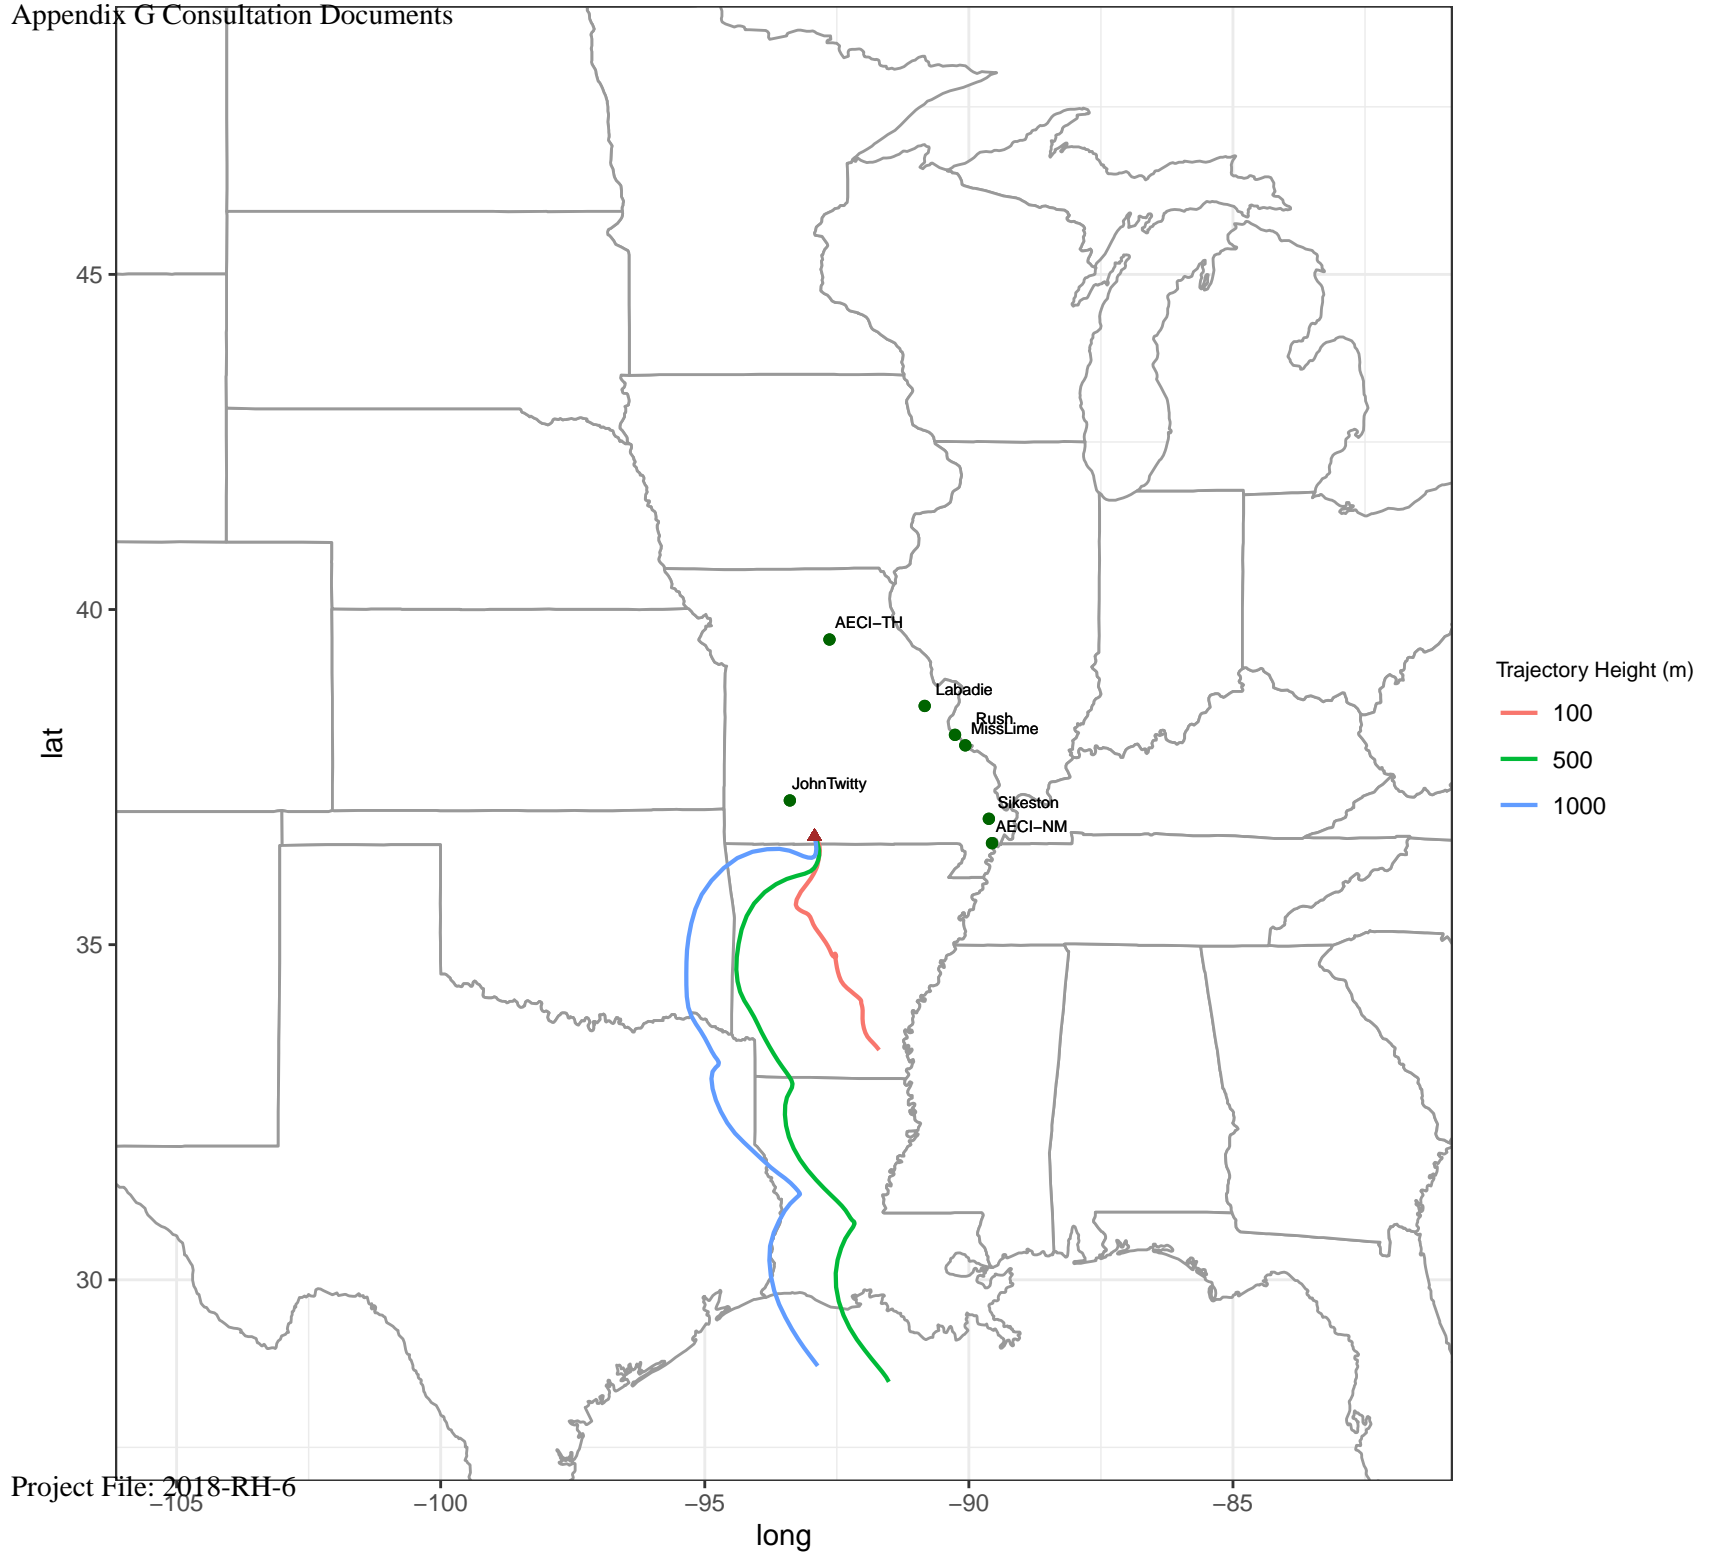 Appendix G Consultation Documents
45
40
35
30
lat
AECI−TH
Labadie
Rush
MissLime
JohnTwitty
Sikeston
AECI−NM
Trajectory Height (m)
100
500
1000
Project File: 2018-RH-6
−105
−100
−95
−90
−85
long